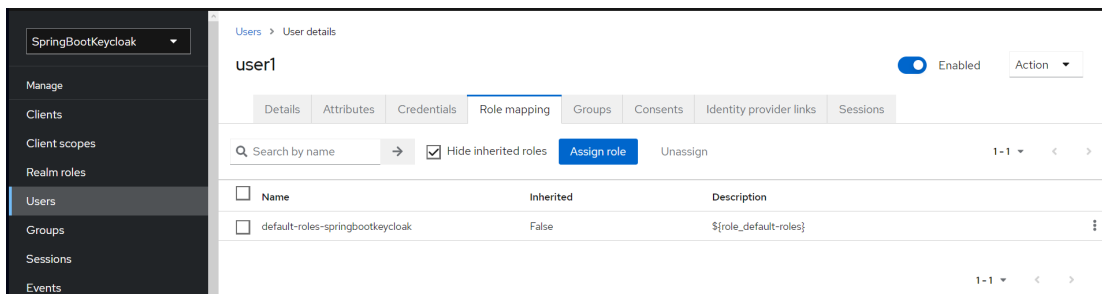 SpringBootKeycloak
Manage
Clients
Client scopes
Realm roles
Users
Groups
Sessions
Events
Users > User details
user1
Enabled
Action
Details Attributes Credentials Role mapping Groups Consents Identity provider links Sessions
Search by name Hide inherited roles Assign role Unassign 1-1
Name Inherited Description
default-roles-springbootkeycloak False ${role_default-roles}
1-1